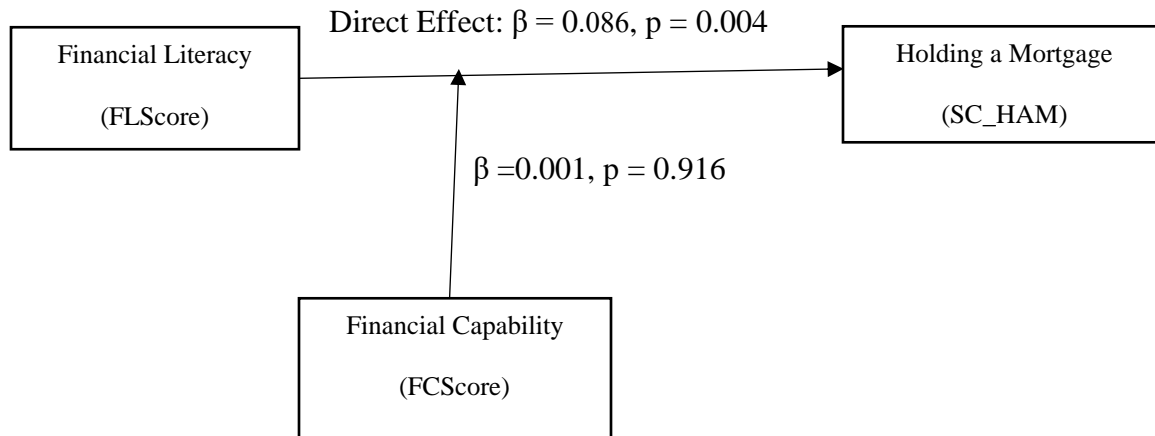 Direct Effect: β = 0.086, p = 0.004
Financial Literacy
(FLScore)
Holding a Mortgage
(SC_HAM)
β =0.001, p = 0.916
Financial Capability
(FCScore)